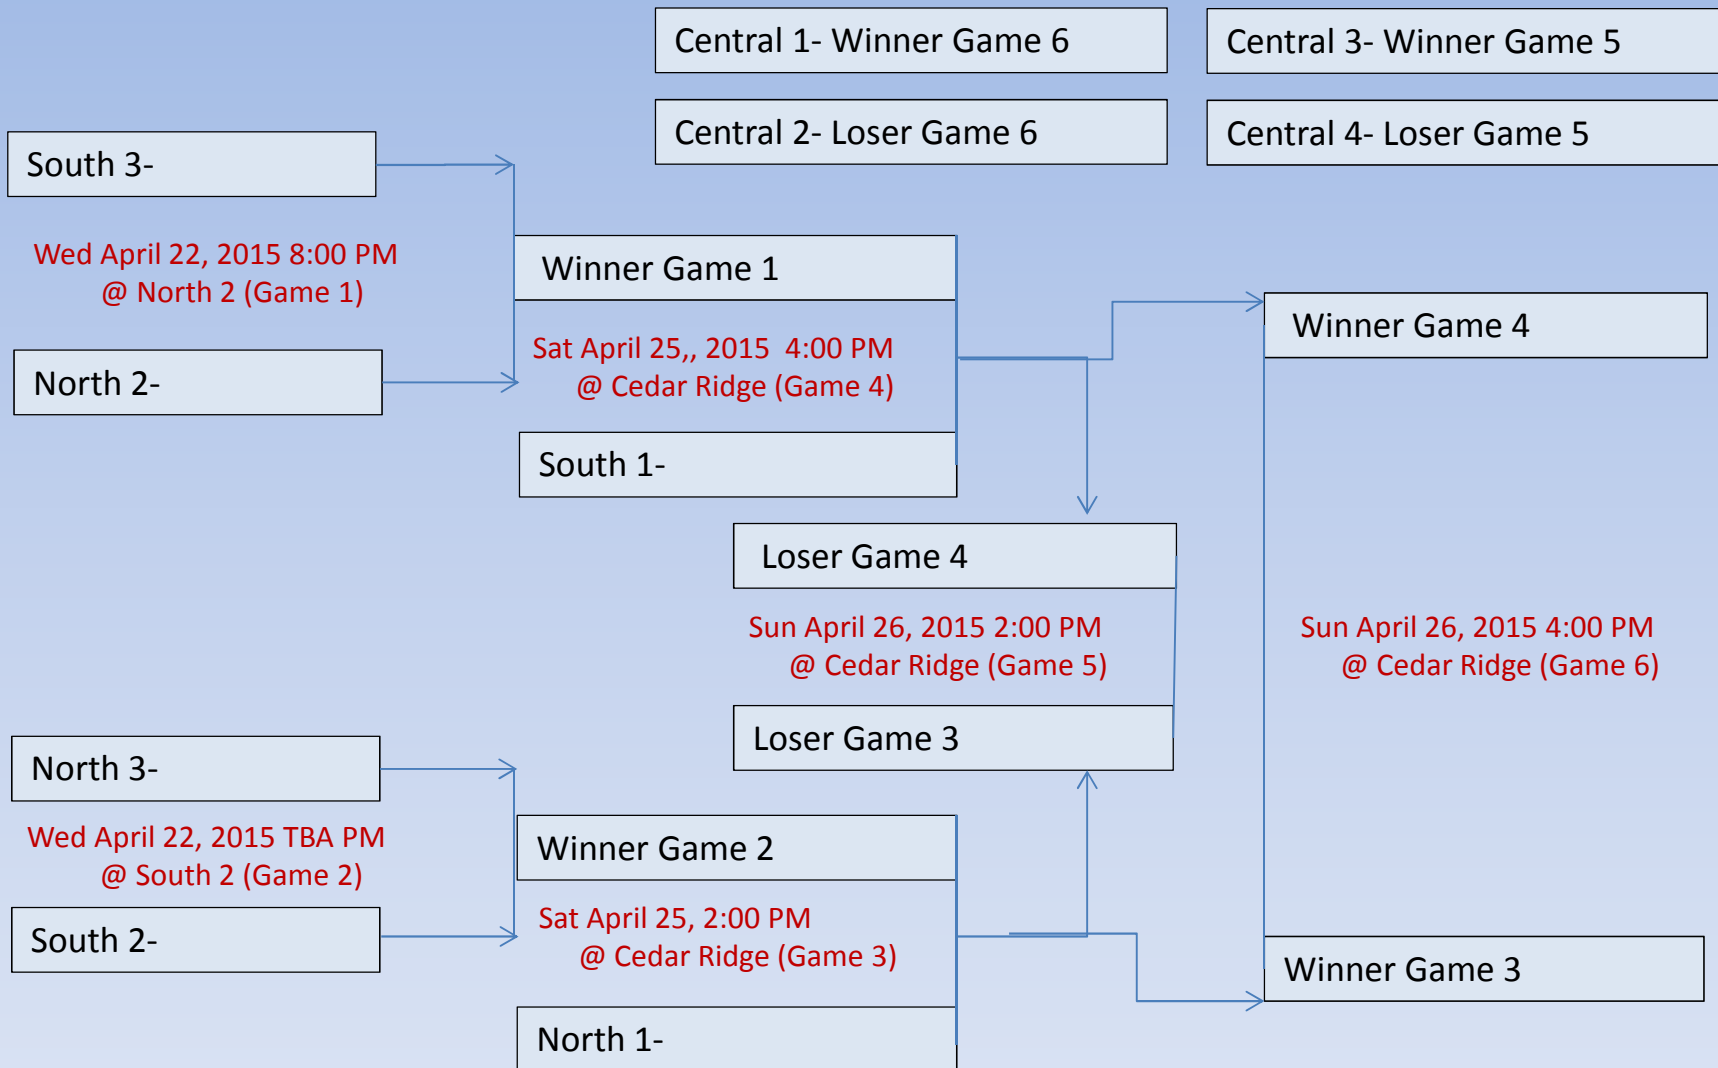 Central 1- Winner Game 6
Central 3- Winner Game 5
Central 2- Loser Game 6
Central 4- Loser Game 5
South 3-
Wed April 22, 2015 8:00 PM
@ North 2 (Game 1)
North 2-
Winner Game 1
Sat April 25,, 2015  4:00 PM
@ Cedar Ridge (Game 4)
South 1-
Winner Game 4
Loser Game 4
Sun April 26, 2015 2:00 PM
@ Cedar Ridge (Game 5)
Loser Game 3
Sun April 26, 2015 4:00 PM
@ Cedar Ridge (Game 6)
North 3-
Wed April 22, 2015 TBA PM
@ South 2 (Game 2)
South 2-
Winner Game 2
Sat April 25, 2:00 PM
@ Cedar Ridge (Game 3)
North 1-
Winner Game 3